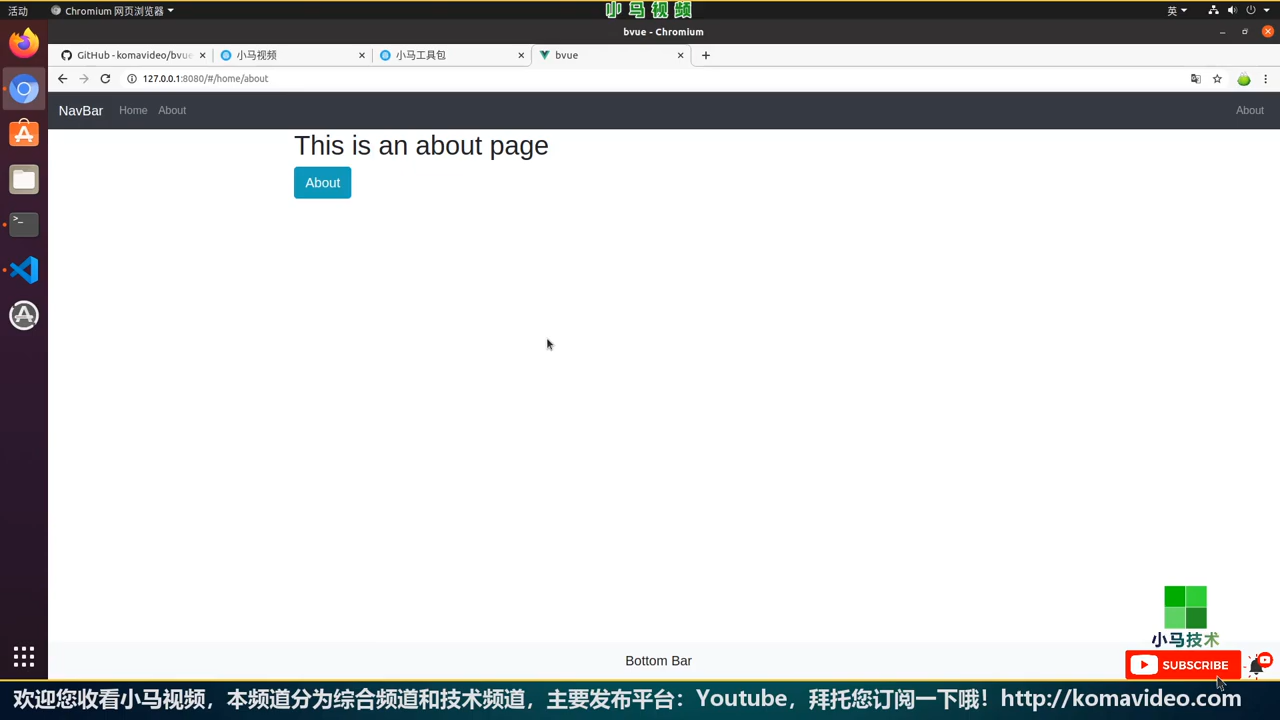 活动
Chromium 网页浏览器
小马视频
英
bvue - Chromium
GitHub - komavideo/bvue
小马视频
小马工具包
bvue
127.0.0.1:8080/#/home/about
NavBar
Home
About
About
This is an about page
About
Bottom Bar
小马技术
SUBSCRIBE
欢迎您收看小马视频，本频道分为综合频道和技术频道，主要发布平台：Youtube，拜托您订阅一下哦！http://komavideo.com